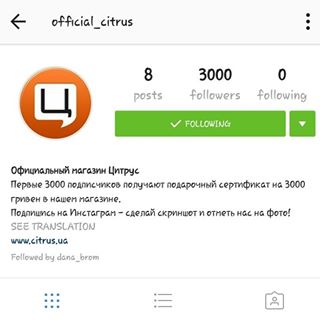 official_citrus
Ц
8 3000 0
posts followers following
FOLLOWING
Официальный магазин Цитрус
Первые 3000 подписчиков получают подарочный сертификат на 3000
гривен в нашем магазине.
Подпишись на Инстаграм – сделай скриншот и отметь нас на фото!
SEE TRANSLATION
www.citrus.ua
Followed by dana_brom